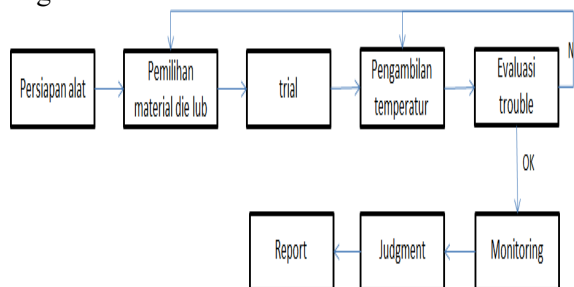 Persiapan alat
Pemilihan
material die lub
trial
Pengambilan
temperatur
Evaluasi
trouble
N
OK
Report
Judgment
Monitoring